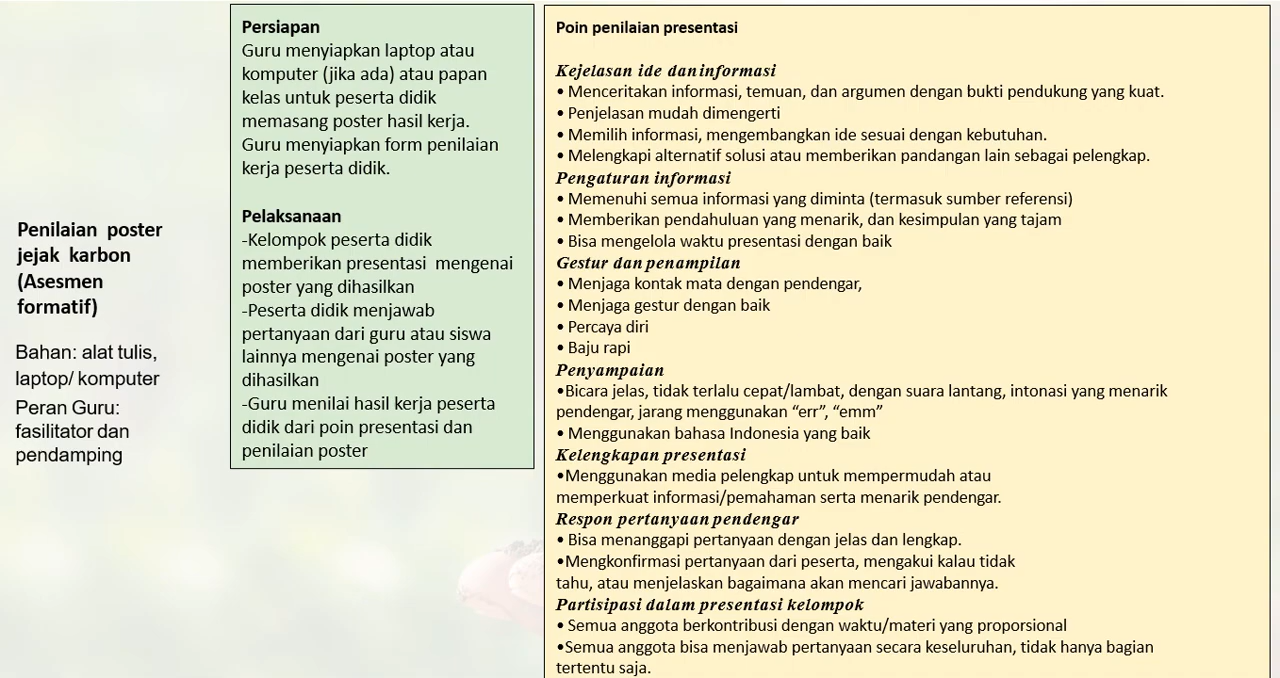 Penilaian poster
jejak karbon
(Asesmen
formatif)
Bahan: alat tulis,
laptop/ komputer
Peran Guru:
fasilitator dan
pendamping
Persiapan
Guru menyiapkan laptop atau
komputer (jika ada) atau papan
kelas untuk peserta didik
memasang poster hasil kerja.
Guru menyiapkan form penilaian
kerja peserta didik.
Pelaksanaan
-Kelompok peserta didik
memberikan presentasi mengenai
poster yang dihasilkan
-Peserta didik menjawab
pertanyaan dari guru atau siswa
lainnya mengenai poster yang
dihasilkan
-Guru menilai hasil kerja peserta
didik dari poin presentasi dan
penilaian poster
Poin penilaian presentasi
Kejelasan ide daninformasi
• Menceritakan informasi, temuan, dan argumen dengan bukti pendukung yang kuat.
• Penjelasan mudah dimengerti
• Memilih informasi, mengembangkan ide sesuai dengan kebutuhan.
• Melengkapi alternatif solusi atau memberikan pandangan lain sebagai pelengkap.
Pengaturan informasi
• Memenuhi semua informasi yang diminta (termasuk sumber referensi)
• Memberikan pendahuluan yang menarik, dan kesimpulan yang tajam
• Bisa mengelola waktu presentasi dengan baik
Gestur dan penampilan
• Menjaga kontak mata dengan pendengar,
• Menjaga gestur dengan baik
• Percaya diri
• Baju rapi
Penyampaian
•Bicara jelas, tidak terlalu cepat/lambat, dengan suara lantang, intonasi yang menarik
pendengar, jarang menggunakan “err”, “emm”
• Menggunakan bahasa Indonesia yang baik
Kelengkapan presentasi
•Menggunakan media pelengkap untuk mempermudah atau
memperkuat informasi/pemahaman serta menarik pendengar.
Respon pertanyaan pendengar
• Bisa menanggapi pertanyaan dengan jelas dan lengkap.
•Mengkonfirmasi pertanyaan dari peserta, mengakui kalau tidak
tahu, atau menjelaskan bagaimana akan mencari jawabannya.
Partisipasi dalam presentasi kelompok
• Semua anggota berkontribusi dengan waktu/materi yang proporsional
•Semua anggota bisa menjawab pertanyaan secara keseluruhan, tidak hanya bagian
tertentu saja.